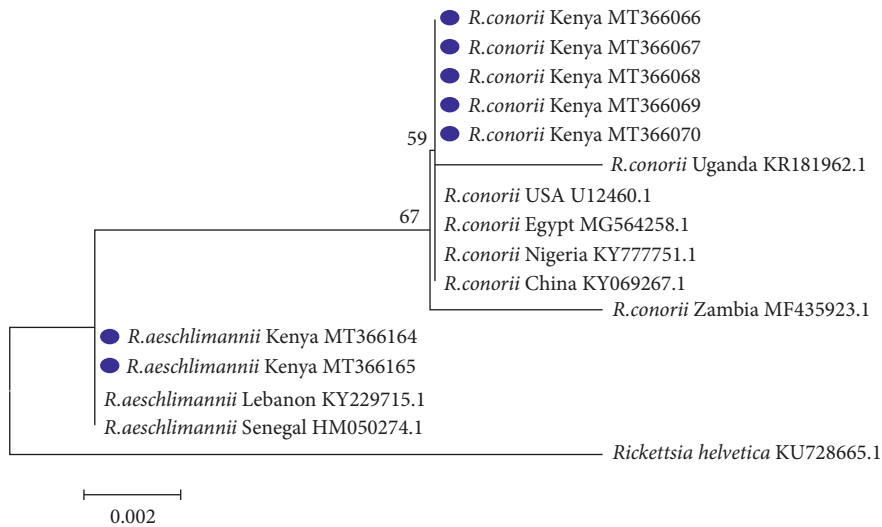 R.conorii Kenya MT366066
R.conorii Kenya MT366067
R.conorii Kenya MT366068
R.conorii Kenya MT366069
R.conorii Kenya MT366070
59
R.conorii Uganda KR181962.1
R.conorii USA U12460.1
67
R.conorii Egypt MG564258.1
R.conorii Nigeria KY777751.1
R.conorii China KY069267.1
R.conorii Zambia MF435923.1
R.aeschlimannii Kenya MT366164
R.aeschlimannii Kenya MT366165
R.aeschlimannii Lebanon KY229715.1
R.aeschlimannii Senegal HM050274.1
Rickettsia helvetica KU728665.1
0.002